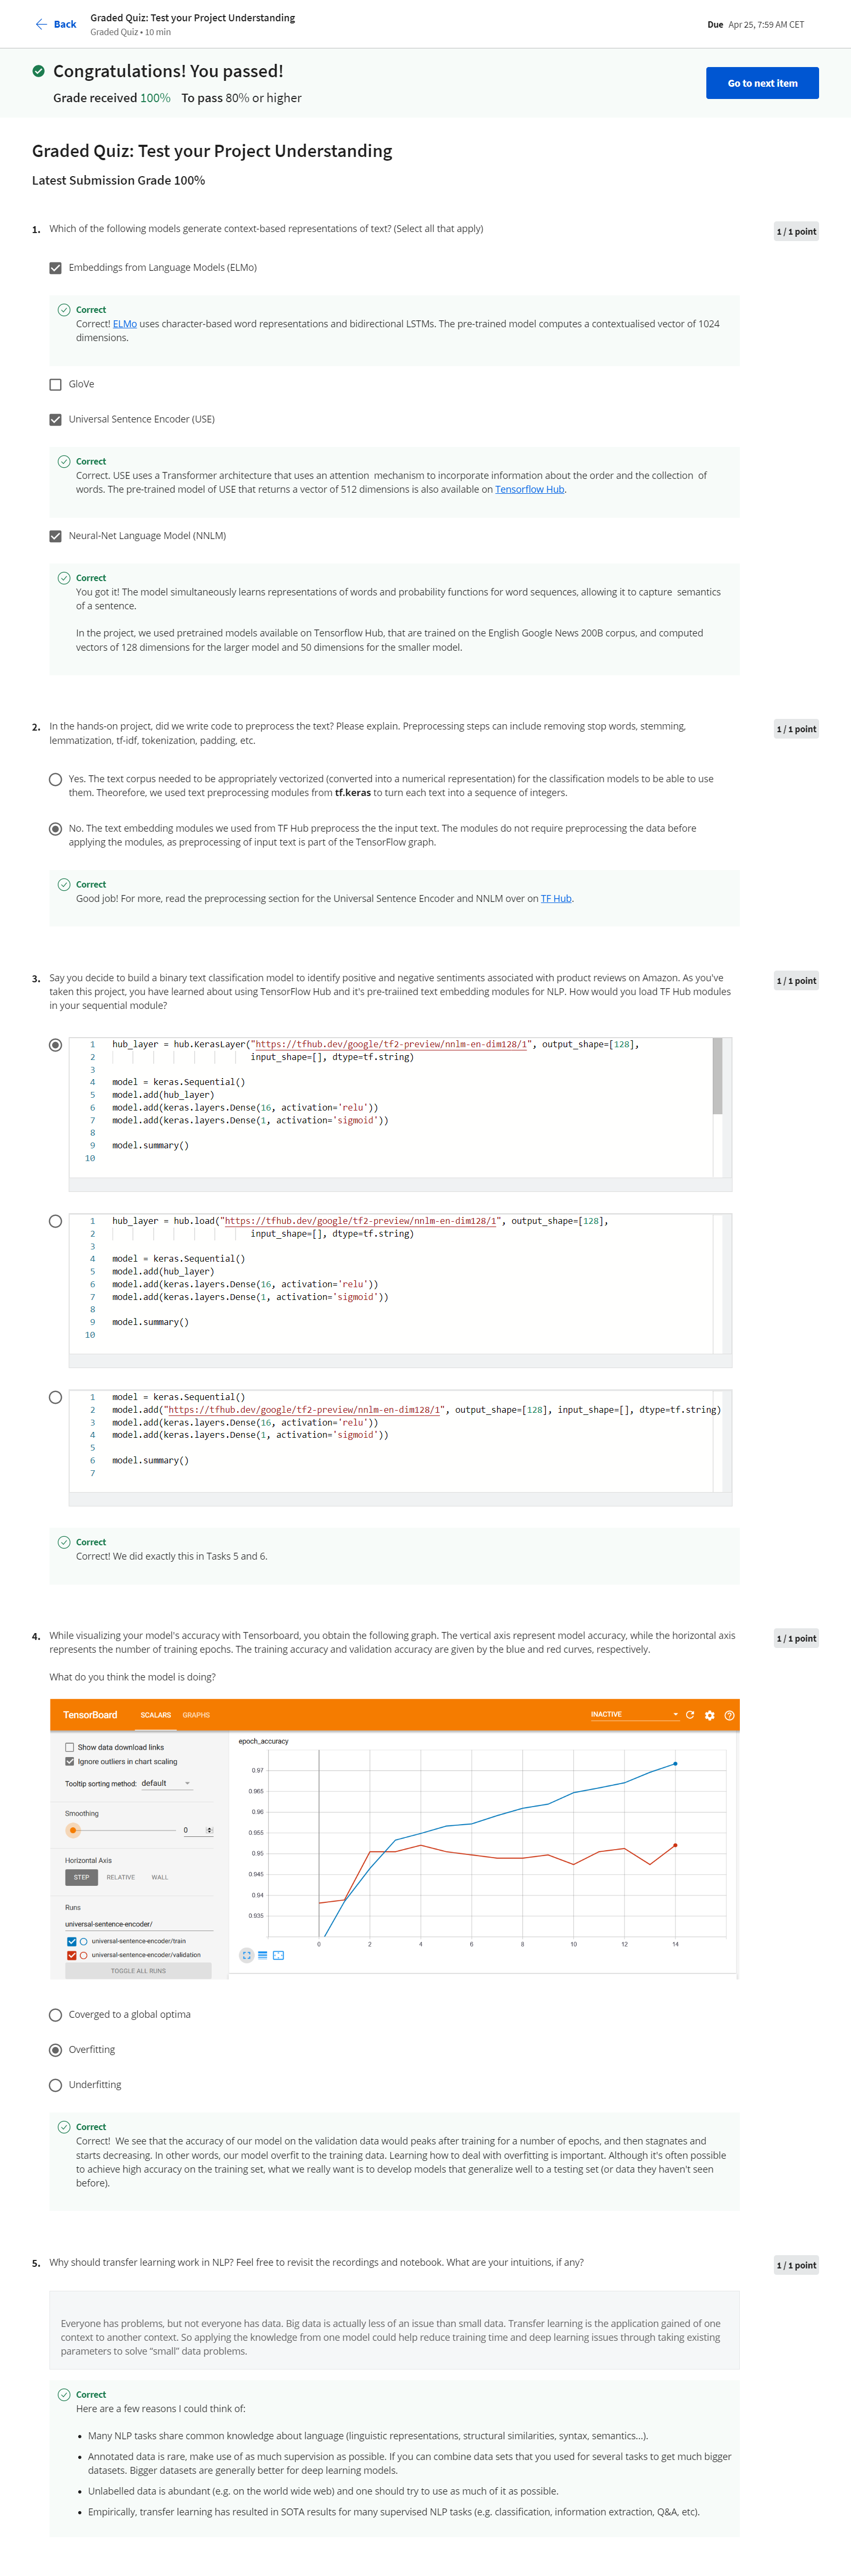 Back
Graded Quiz: Test your Project Understanding
Graded Quiz • 10 min
Due Apr 25, 7:59 AM CET
Congratulations! You passed!
Grade received 100% To pass 80% or higher
Go to next item
Graded Quiz: Test your Project Understanding
Latest Submission Grade 100%
1. Which of the following models generate context-based representations of text? (Select all that apply)
1 / 1 point
Embeddings from Language Models (ELMo)
Correct
Correct! ELMo uses character-based word representations and bidirectional LSTMs. The pre-trained model computes a contextualised vector of 1024
dimensions.
GloVe
Universal Sentence Encoder (USE)
Correct
Correct. USE uses a Transformer architecture that uses an attention mechanism to incorporate information about the order and the collection of
words. The pre-trained model of USE that returns a vector of 512 dimensions is also available on Tensorflow Hub.
Neural-Net Language Model (NNLM)
Correct
You got it! The model simultaneously learns representations of words and probability functions for word sequences, allowing it to capture semantics
of a sentence.
In the project, we used pretrained models available on Tensorflow Hub, that are trained on the English Google News 200B corpus, and computed
vectors of 128 dimensions for the larger model and 50 dimensions for the smaller model.
2. In the hands-on project, did we write code to preprocess the text? Please explain. Preprocessing steps can include removing stop words, stemming,
lemmatization, tf-idf, tokenization, padding, etc.
1 / 1 point
Yes. The text corpus needed to be appropriately vectorized (converted into a numerical representation) for the classification models to be able to use
them. Theorefore, we used text preprocessing modules from tf.keras to turn each text into a sequence of integers.
No. The text embedding modules we used from TF Hub preprocess the the input text. The modules do not require preprocessing the data before
applying the modules, as preprocessing of input text is part of the TensorFlow graph.
Correct
Good job! For more, read the preprocessing section for the Universal Sentence Encoder and NNLM over on TF Hub.
3. Say you decide to build a binary text classification model to identify positive and negative sentiments associated with product reviews on Amazon. As you've
taken this project, you have learned about using TensorFlow Hub and it's pre-traiined text embedding modules for NLP. How would you load TF Hub modules
in your sequential module?
1 / 1 point
1 hub_layer = hub.KerasLayer("https://tfhub.dev/google/tf2-preview/nnlm-en-dim128/1", output_shape=[128],
2 input_shape=[], dtype=tf.string)
3
4 model = keras.Sequential()
5 model.add(hub_layer)
6 model.add(keras.layers.Dense(16, activation='relu'))
7 model.add(keras.layers.Dense(1, activation='sigmoid'))
8
9 model.summary()
10
1 hub_layer = hub.load("https://tfhub.dev/google/tf2-preview/nnlm-en-dim128/1", output_shape=[128],
2 input_shape=[], dtype=tf.string)
3
4 model = keras.Sequential()
5 model.add(hub_layer)
6 model.add(keras.layers.Dense(16, activation='relu'))
7 model.add(keras.layers.Dense(1, activation='sigmoid'))
8
9 model.summary()
10
1 model = keras.Sequential()
2 model.add("https://tfhub.dev/google/tf2-preview/nnlm-en-dim128/1", output_shape=[128], input_shape=[], dtype=tf.string)
3 model.add(keras.layers.Dense(16, activation='relu'))
4 model.add(keras.layers.Dense(1, activation='sigmoid'))
5
6 model.summary()
7
Correct
Correct! We did exactly this in Tasks 5 and 6.
4. While visualizing your model's accuracy with Tensorboard, you obtain the following graph. The vertical axis represent model accuracy, while the horizontal axis
represents the number of training epochs. The training accuracy and validation accuracy are given by the blue and red curves, respectively.
1 / 1 point
What do you think the model is doing?
TensorBoard SCALARS GRAPHS INACTIVE
Show data download links
Ignore outliers in chart scaling
Tooltip sorting method: default
Smoothing
0
Horizontal Axis
STEP RELATIVE WALL
Runs
universal-sentence-encoder/
universal-sentence-encoder/train
universal-sentence-encoder/validation
TOGGLE ALL RUNS
epoch_accuracy
0.97
0.965
0.96
0.955
0.95
0.945
0.94
0.935
0 2 4 6 8 10 12 14
Coverged to a global optima
Overfitting
Underfitting
Correct
Correct! We see that the accuracy of our model on the validation data would peaks after training for a number of epochs, and then stagnates and
starts decreasing. In other words, our model overfit to the training data. Learning how to deal with overfitting is important. Although it's often possible
to achieve high accuracy on the training set, what we really want is to develop models that generalize well to a testing set (or data they haven't seen
before).
5. Why should transfer learning work in NLP? Feel free to revisit the recordings and notebook. What are your intuitions, if any?
1 / 1 point
Everyone has problems, but not everyone has data. Big data is actually less of an issue than small data. Transfer learning is the application gained of one
context to another context. So applying the knowledge from one model could help reduce training time and deep learning issues through taking existing
parameters to solve “small” data problems.
Correct
Here are a few reasons I could think of:
• Many NLP tasks share common knowledge about language (linguistic representations, structural similarities, syntax, semantics...).
• Annotated data is rare, make use of as much supervision as possible. If you can combine data sets that you used for several tasks to get much bigger
datasets. Bigger datasets are generally better for deep learning models.
• Unlabelled data is abundant (e.g. on the world wide web) and one should try to use as much of it as possible.
• Empirically, transfer learning has resulted in SOTA results for many supervised NLP tasks (e.g. classification, information extraction, Q&A, etc).